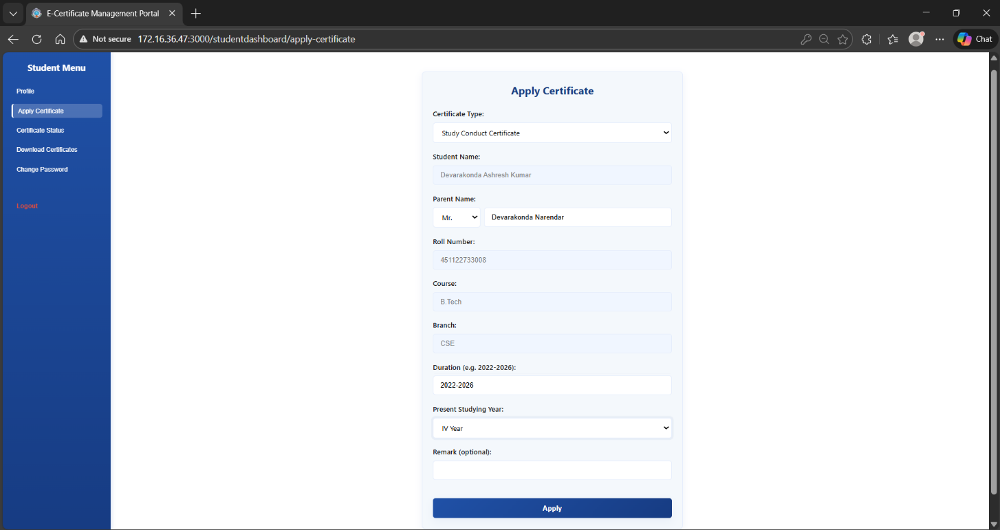 E-Certificate Management Portal
Not secure 172.16.36.47:3000/studentdashboard/apply-certificate
Chat
Student Menu
Profile
Apply Certificate
Certificate Status
Download Certificates
Change Password
Logout
Apply Certificate
Certificate Type:
Study Conduct Certificate
Student Name:
Devarakonda Ashresh Kumar
Parent Name:
Mr. Devarakonda Narendar
Roll Number:
451122733008
Course:
B.Tech
Branch:
CSE
Duration (e.g. 2022-2026):
2022-2026
Present Studying Year:
IV Year
Remark (optional):
Apply